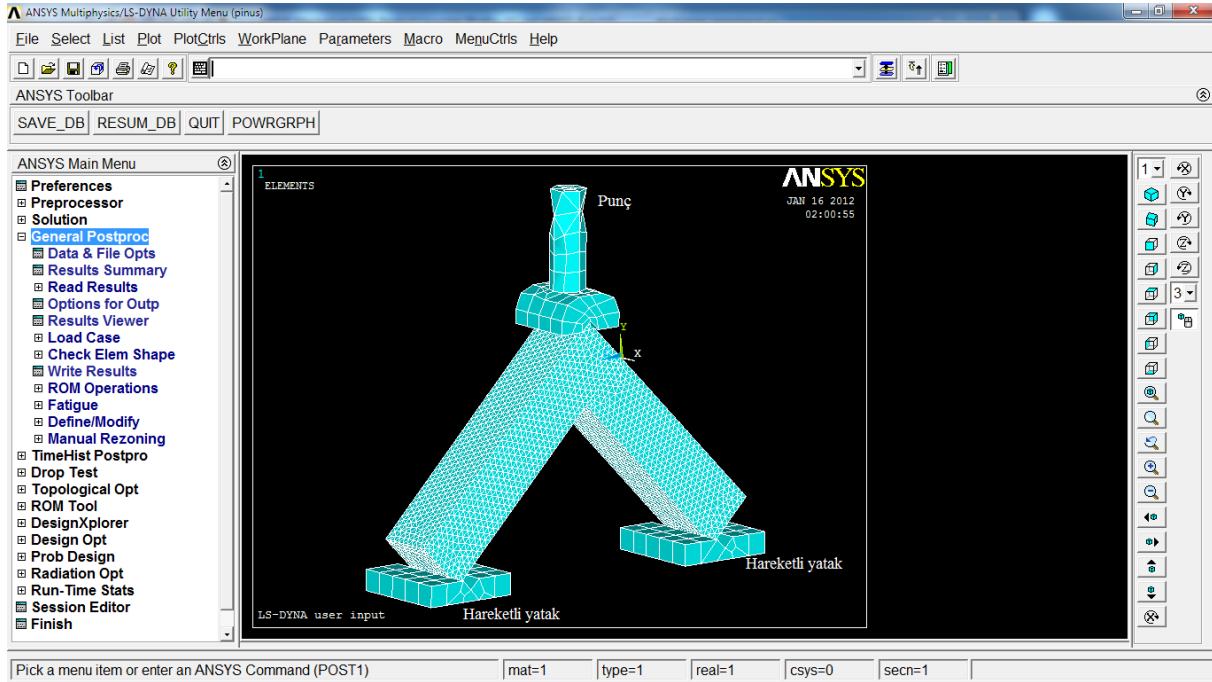 ANSYS Multiphysics/LS-DYNA Utility Menu (pinus)
File Select List Plot PlotCtrls WorkPlane Parameters Macro MenuCtrls Help
ANSYS Toolbar
SAVE_DB RESUM_DB QUIT POWRGRPH
ANSYS Main Menu
Preferences
Preprocessor
Solution
General Postproc
Data & File Opts
Results Summary
Read Results
Options for Outp
Results Viewer
Load Case
Check Elem Shape
Write Results
ROM Operations
Fatigue
Define/Modify
Manual Rezoning
TimeHist Postpro
Drop Test
Topological Opt
ROM Tool
DesignXplorer
Design Opt
Prob Design
Radiation Opt
Run-Time Stats
Session Editor
Finish
1
ELEMENTS
ANSYS
JAN 16 2012
02:00:55
Punç
Y
X
Hareketli yatak
Hareketli yatak
LS-DYNA user input
1
3
Pick a menu item or enter an ANSYS Command (POST1) mat=1 type=1 real=1 csys=0 secn=1